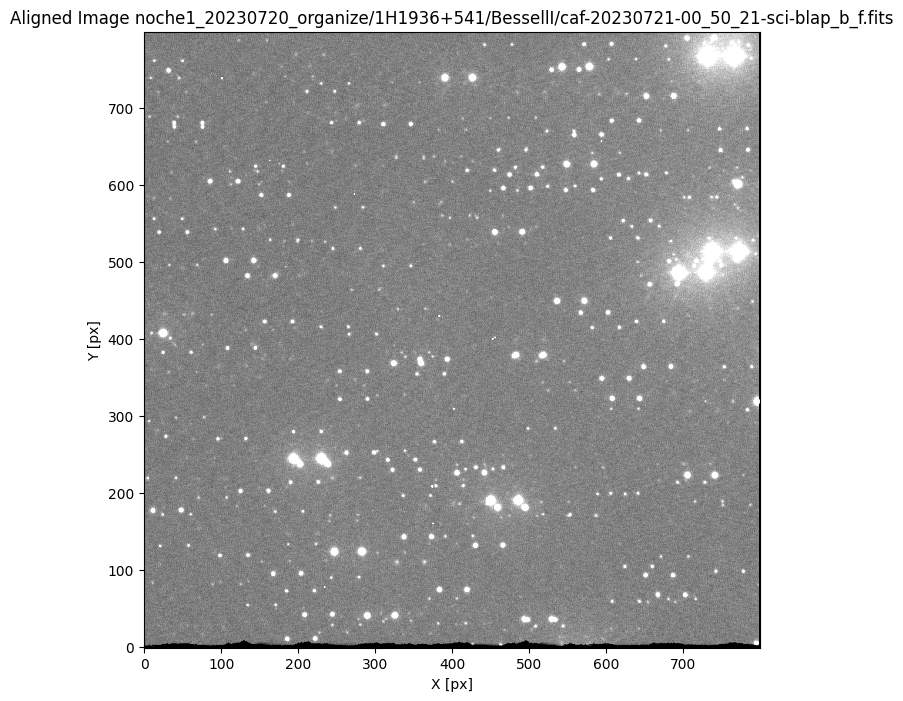 Aligned Image noche1_20230720_organize/1H1936+541/BessellI/caf-20230721-00_50_21-sci-blap_b_f.fits
700
600
500
400
300
200
100
0
Y [px]
0 100 200 300 400 500 600 700
X [px]